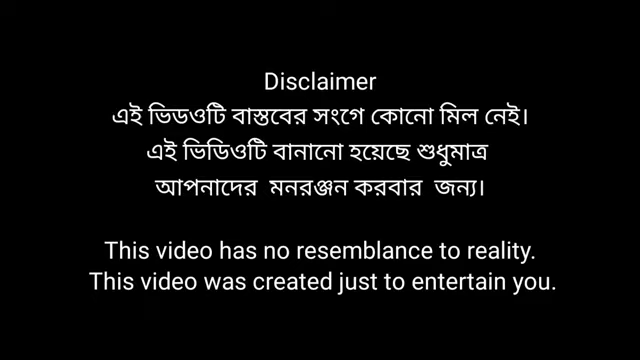 Disclaimer
এই ভিডওটি বাস্তবের সংগে কোনো মিল নেই।
এই ভিডিওটি বানানো হয়েছে শুধুমাত্র
আপনাদের মনরঞ্জন করবার জন্য।
This video has no resemblance to reality.
This video was created just to entertain you.